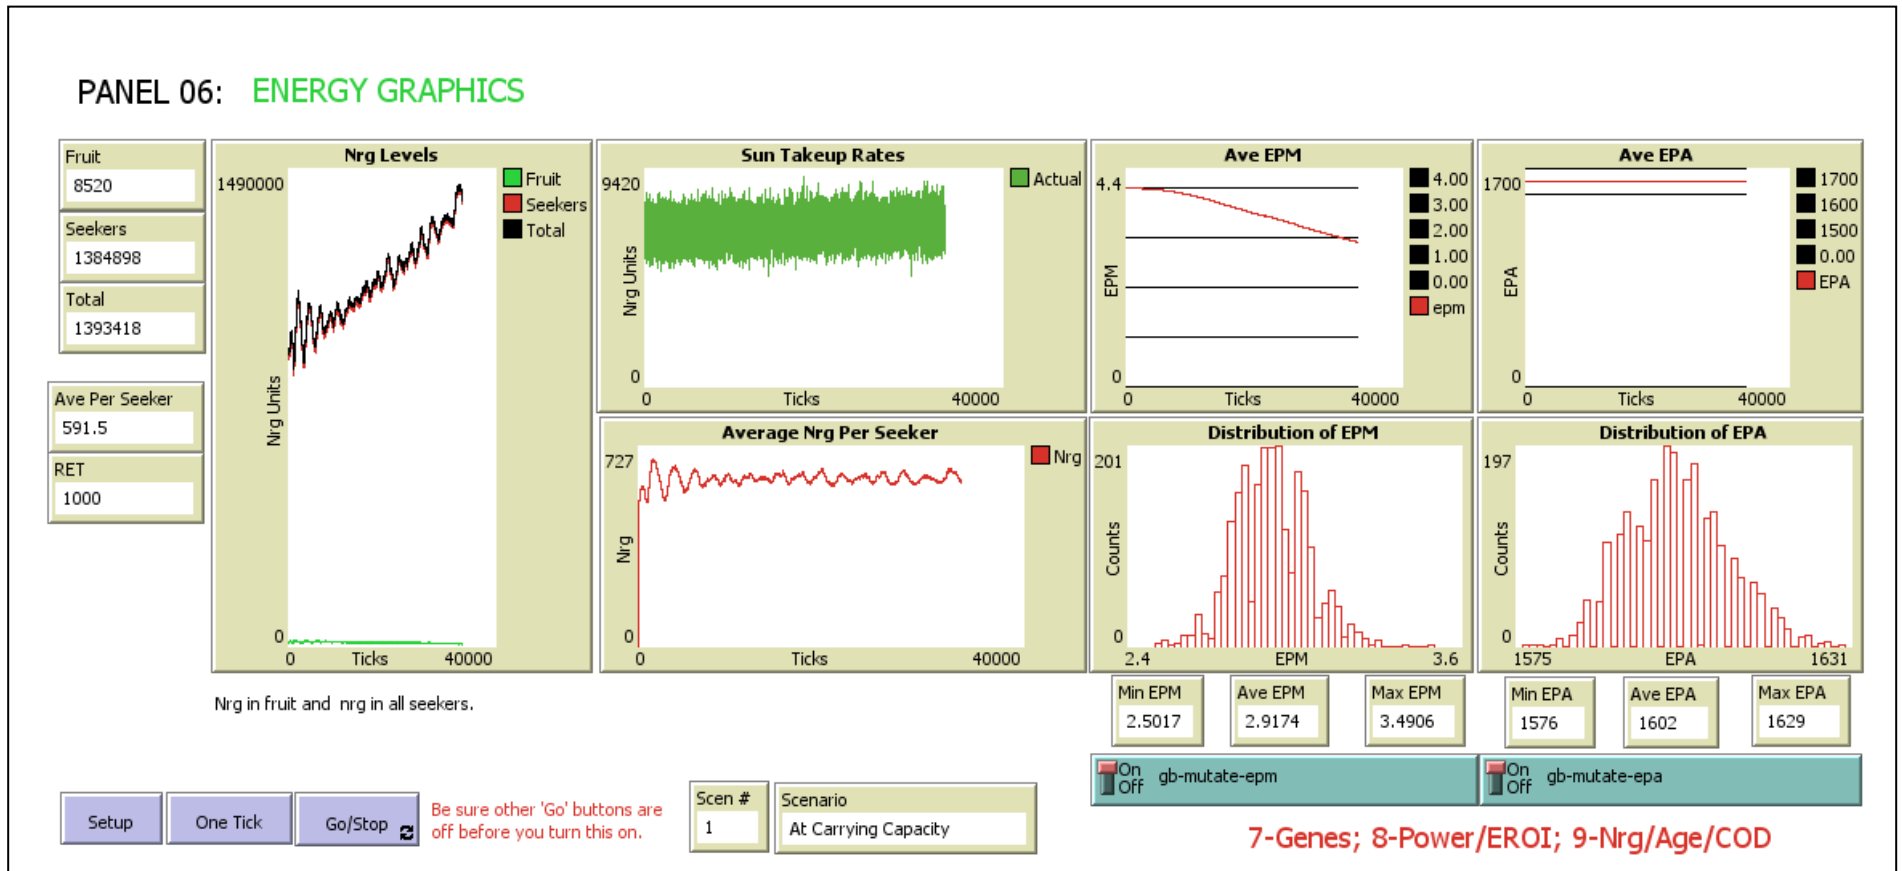 PANEL 06: ENERGY GRAPHICS
Fruit
8520
Seekers
1384898
Total
1393418
Ave Per Seeker
591.5
RET
1000
Nrg Levels
1490000
Nrg Units
0
0 Ticks 40000
Fruit
Seekers
Total
Nrg in fruit and nrg in all seekers.
Sun Takeup Rates
9420
Nrg Units
0
0 Ticks 40000
Actual
Average Nrg Per Seeker
727
Nrg
0
0 Ticks 40000
Nrg
Ave EPM
4.4
EPM
0
0 Ticks 40000
4.00
3.00
2.00
1.00
0.00
epm
Ave EPA
1700
EPA
0
0 Ticks 40000
1700
1600
1500
0.00
EPA
Distribution of EPM
201
Counts
0
2.4 EPM 3.6
Distribution of EPA
197
Counts
0
1575 EPA 1631
Min EPM
2.5017
Ave EPM
2.9174
Max EPM
3.4906
Min EPA
1576
Ave EPA
1602
Max EPA
1629
On
Off
gb-mutate-epm
On
Off
gb-mutate-epa
Setup
One Tick
Go/Stop
Be sure other 'Go' buttons are
off before you turn this on.
Scen #
1
Scenario
At Carrying Capacity
7-Genes; 8-Power/EROI; 9-Nrg/Age/COD